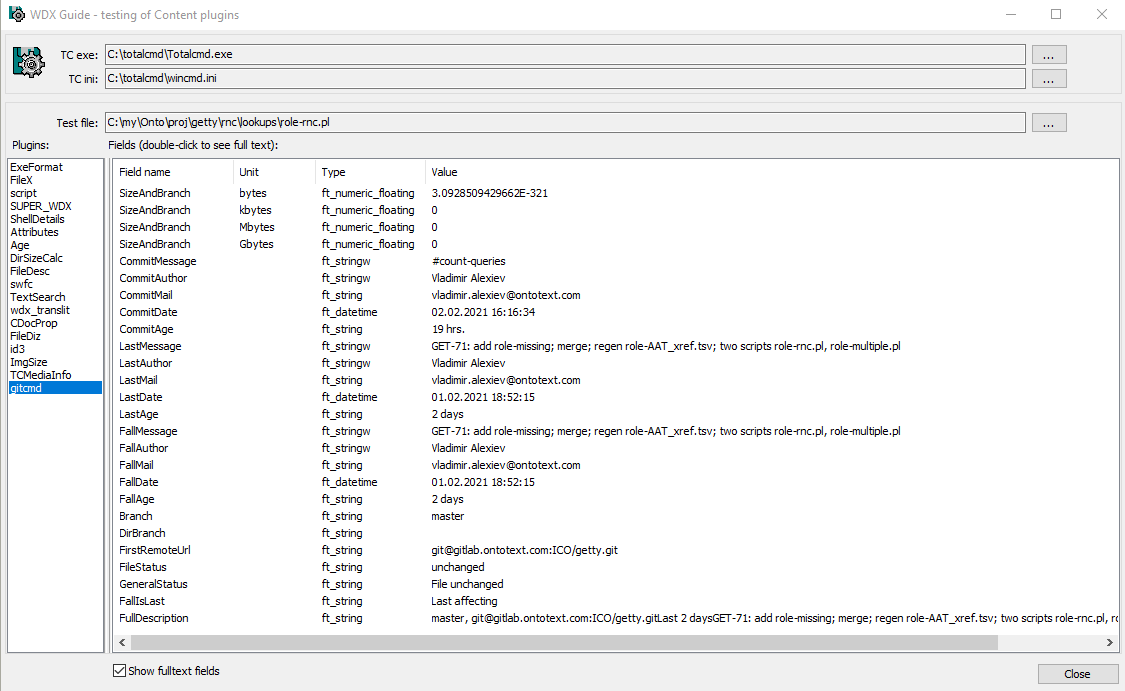 WDX Guide - testing of Content plugins
TC exe: C:\totalcmd\Totalcmd.exe ...
TC ini: C:\totalcmd\wincmd.ini ...
Test file: C:\my\Onto\proj\getty\rnc\lookups\role-rnc.pl ...
Plugins:
ExeFormat
FileX
script
SUPER_WDX
ShellDetails
Attributes
Age
DirSizeCalc
FileDesc
swfc
TextSearch
wdx_translit
CDocProp
FileDiz
id3
ImgSize
TCMediaInfo
gitcmd
Fields (double-click to see full text):
Field name Unit Type Value
SizeAndBranch bytes ft_numeric_floating 3.0928509429662E-321
SizeAndBranch kbytes ft_numeric_floating 0
SizeAndBranch Mbytes ft_numeric_floating 0
SizeAndBranch Gbytes ft_numeric_floating 0
CommitMessage ft_stringw #count-queries
CommitAuthor ft_stringw Vladimir Alexiev
CommitMail ft_string vladimir.alexiev@ontotext.com
CommitDate ft_datetime 02.02.2021 16:16:34
CommitAge ft_string 19 hrs.
LastMessage ft_stringw GET-71: add role-missing; merge; regen role-AAT_xref.tsv; two scripts role-rnc.pl, role-multiple.pl
LastAuthor ft_stringw Vladimir Alexiev
LastMail ft_string vladimir.alexiev@ontotext.com
LastDate ft_datetime 01.02.2021 18:52:15
LastAge ft_string 2 days
FallMessage ft_stringw GET-71: add role-missing; merge; regen role-AAT_xref.tsv; two scripts role-rnc.pl, role-multiple.pl
FallAuthor ft_stringw Vladimir Alexiev
FallMail ft_string vladimir.alexiev@ontotext.com
FallDate ft_datetime 01.02.2021 18:52:15
FallAge ft_string 2 days
Branch ft_string master
DirBranch ft_string
FirstRemoteUrl ft_string git@gitlab.ontotext.com:ICO/getty.git
FileStatus ft_string unchanged
GeneralStatus ft_string File unchanged
FallIsLast ft_string Last affecting
FullDescription ft_string master, git@gitlab.ontotext.com:ICO/getty.gitLast 2 daysGET-71: add role-missing; merge; regen role-AAT_xref.tsv; two scripts role-rnc.pl,
Show fulltext fields
Close